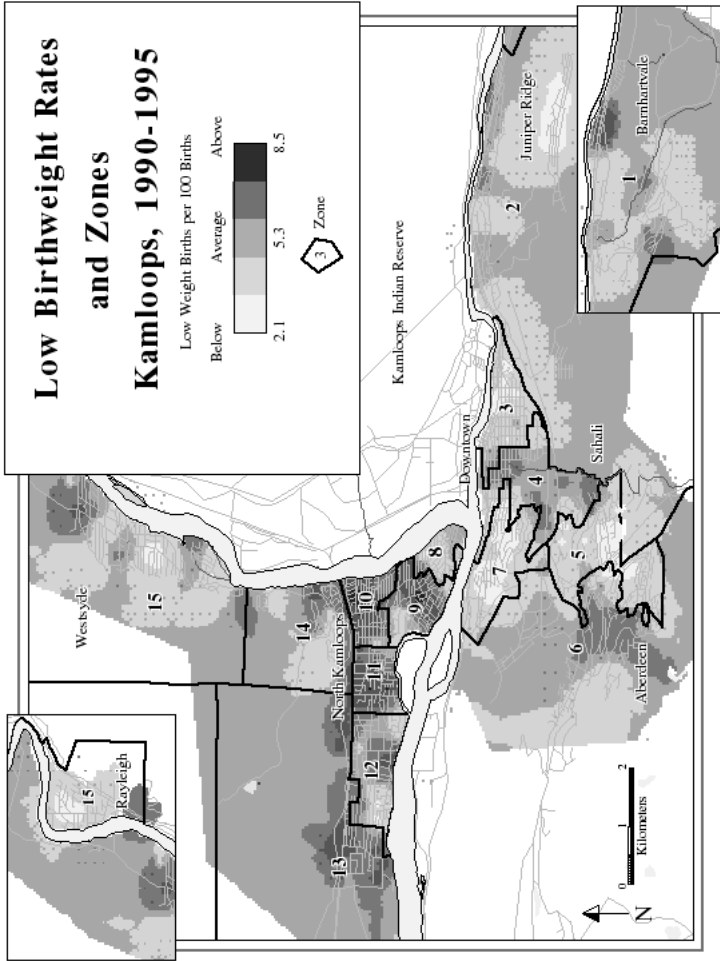 Low Birthweight Rates
and Zones
Kamloops, 1990-1995
Low Weight Births per 100 Births
Below Average Above
2.1 5.3 8.5
3 Zone
Rayleigh
15
Westsyde
15
14
North Kamloops
10
11
9
8
12
13
Kamloops Indian Reserve
Downtown
3
7
4
5
6
Sahali
Aberdeen
2
Juniper Ridge
Barnhartvale
1
0 1 2
Kilometers
N